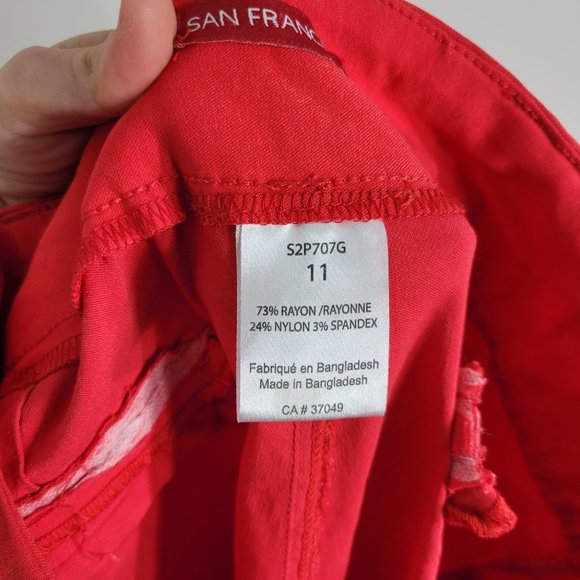 SAN FRANC
S2P707G
11
73% RAYON /RAYONNE
24% NYLON 3% SPANDEX
Fabriqué en Bangladesh
Made in Bangladesh
CA # 37049